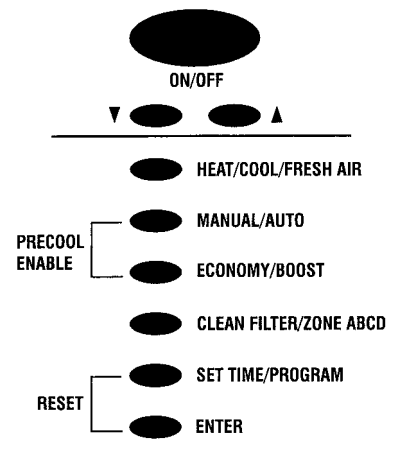 ON/OFF
▼ ▲
HEAT/COOL/FRESH AIR
MANUAL/AUTO
PRECOOL
ENABLE
ECONOMY/BOOST
CLEAN FILTER/ZONE ABCD
SET TIME/PROGRAM
RESET
ENTER